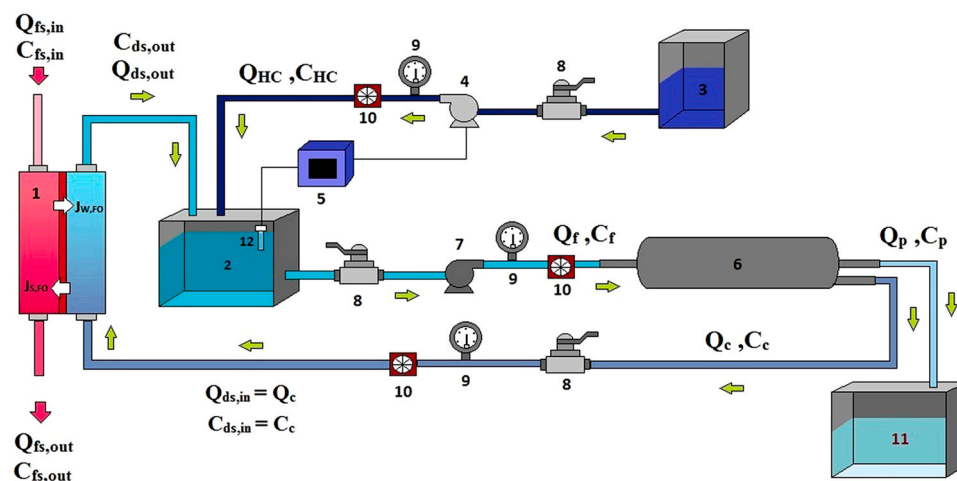 Qfs,in
Cfs,in
Cds,out
Qds,out
QHC ,CHC
9
4
8
3
10
5
1
JW,FO
JS,FO
12
2
8
7
9
Qf ,Cf
10
6
Qp ,Cp
Qc ,Cc
10
9
8
Qds,in = Qc
Cds,in = Cc
11
Qfs,out
Cfs,out